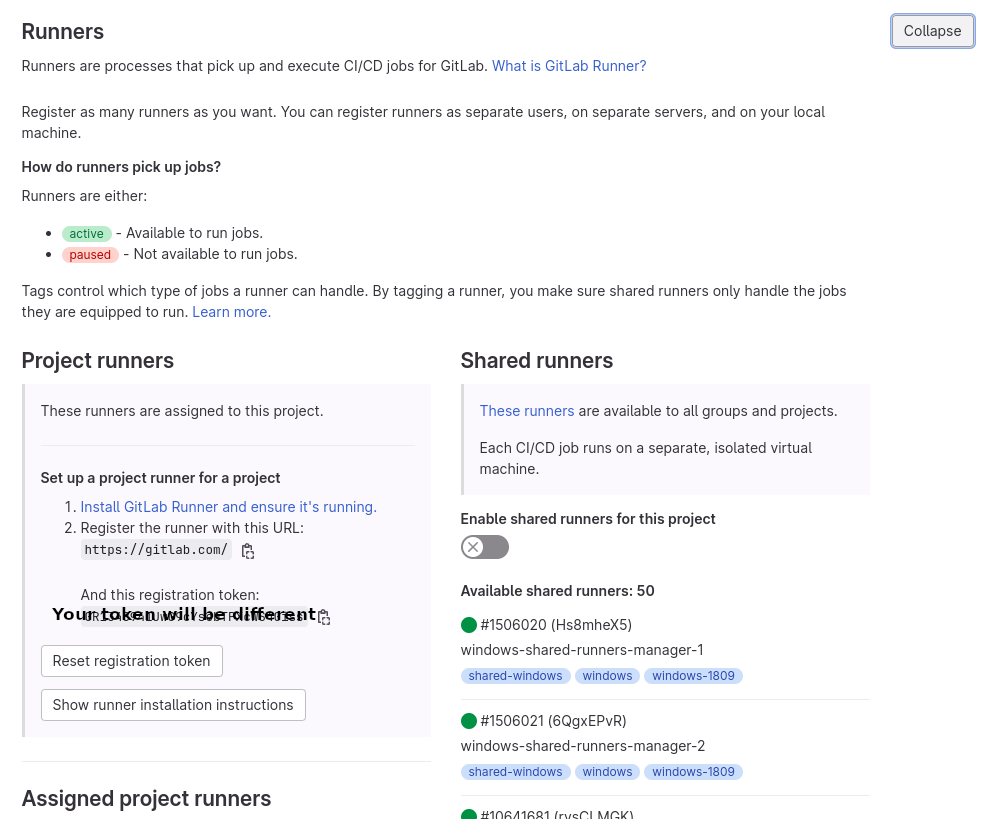 Runners
Collapse
Runners are processes that pick up and execute CI/CD jobs for GitLab. What is GitLab Runner?
Register as many runners as you want. You can register runners as separate users, on separate servers, and on your local
machine.
How do runners pick up jobs?
Runners are either:
active - Available to run jobs.
paused - Not available to run jobs.
Tags control which type of jobs a runner can handle. By tagging a runner, you make sure shared runners only handle the jobs
they are equipped to run. Learn more.
Project runners
These runners are assigned to this project.
Set up a project runner for a project
1. Install GitLab Runner and ensure it's running.
2. Register the runner with this URL:
https://gitlab.com/
And this registration token:
Your token will be different
Reset registration token
Show runner installation instructions
Assigned project runners
Shared runners
These runners are available to all groups and projects.
Each CI/CD job runs on a separate, isolated virtual
machine.
Enable shared runners for this project
Available shared runners: 50
#1506020 (Hs8mheX5)
windows-shared-runners-manager-1
shared-windows windows windows-1809
#1506021 (6QgxEPvR)
windows-shared-runners-manager-2
shared-windows windows windows-1809
#10641681